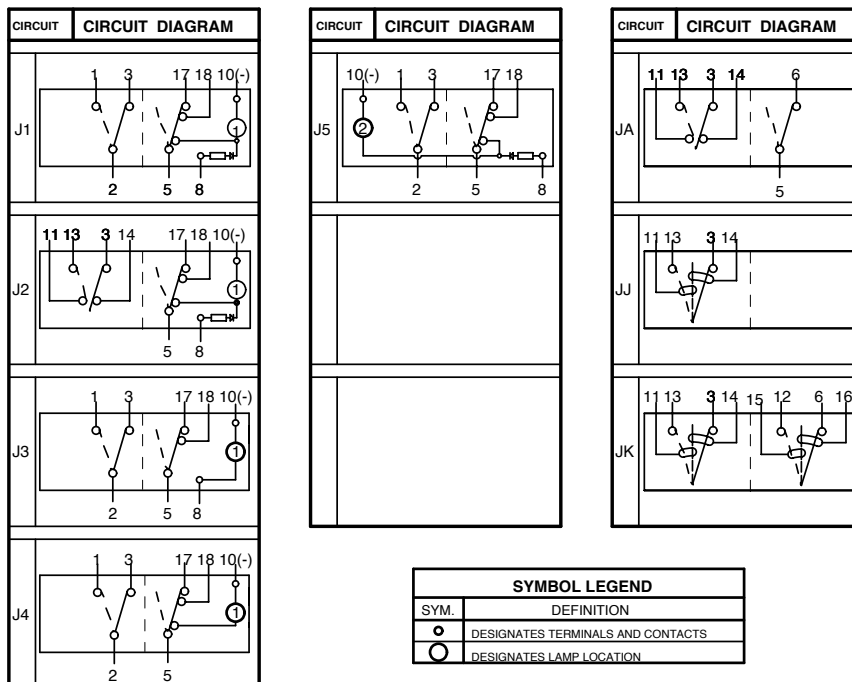 CIRCUIT CIRCUIT DIAGRAM
1 3 17 18 10(-)
J1
1
2 5 8
11 13 3 14 17 18 10(-)
J2
1
5 8
1 3 17 18 10(-)
J3
1
2 5 8
1 3 17 18 10(-)
J4
1
2 5
CIRCUIT CIRCUIT DIAGRAM
10(-) 1 3 17 18
J5
2
2 5 8
CIRCUIT CIRCUIT DIAGRAM
11 13 3 14 6
JA
5
11 13 3 14
JJ
11 13 3 14 15 12 6 16
JK
SYMBOL LEGEND
SYM. DEFINITION
DESIGNATES TERMINALS AND CONTACTS
DESIGNATES LAMP LOCATION